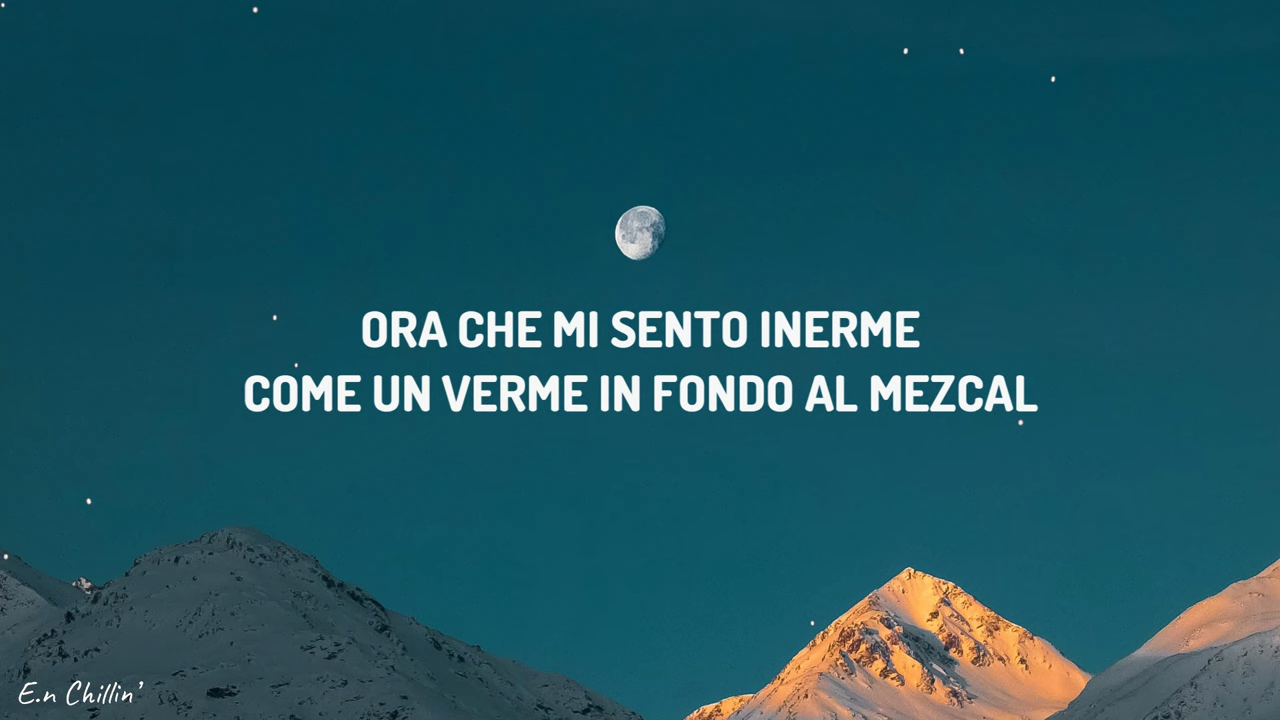 ORA CHE MI SENTO INERME
COME UN VERME IN FONDO AL MEZCAL
E.n Chillin'